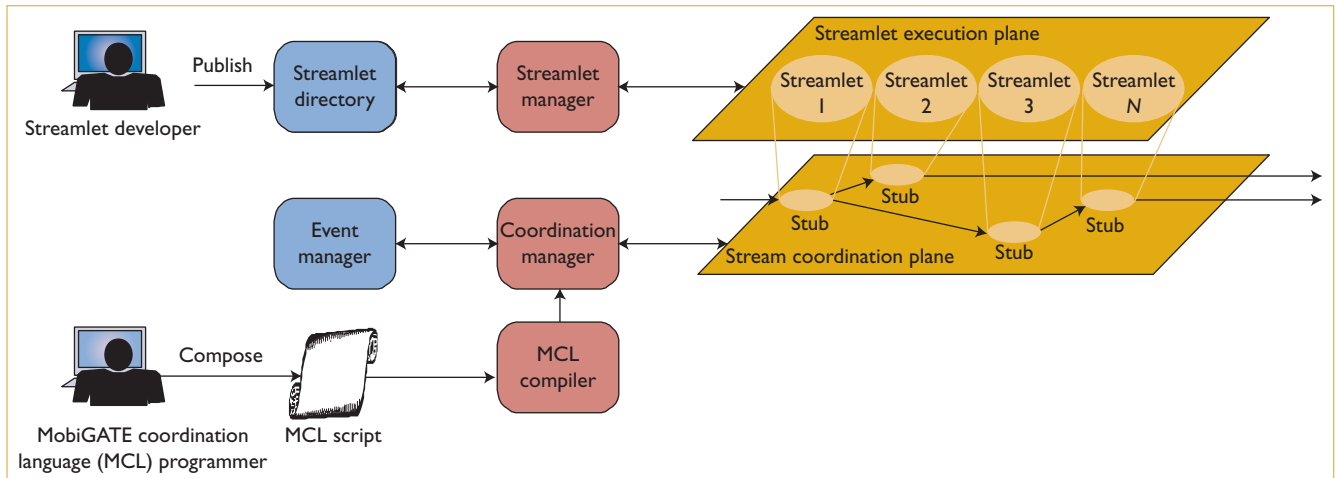 Streamlet developer
Publish
Streamlet
directory
Streamlet
manager
Streamlet execution plane
Streamlet
1
Streamlet
2
Streamlet
3
Streamlet
N
Event
manager
Coordination
manager
Stub
Stub
Stub
Stub
Stream coordination plane
MobiGATE coordination
language (MCL) programmer
Compose
MCL script
MCL
compiler